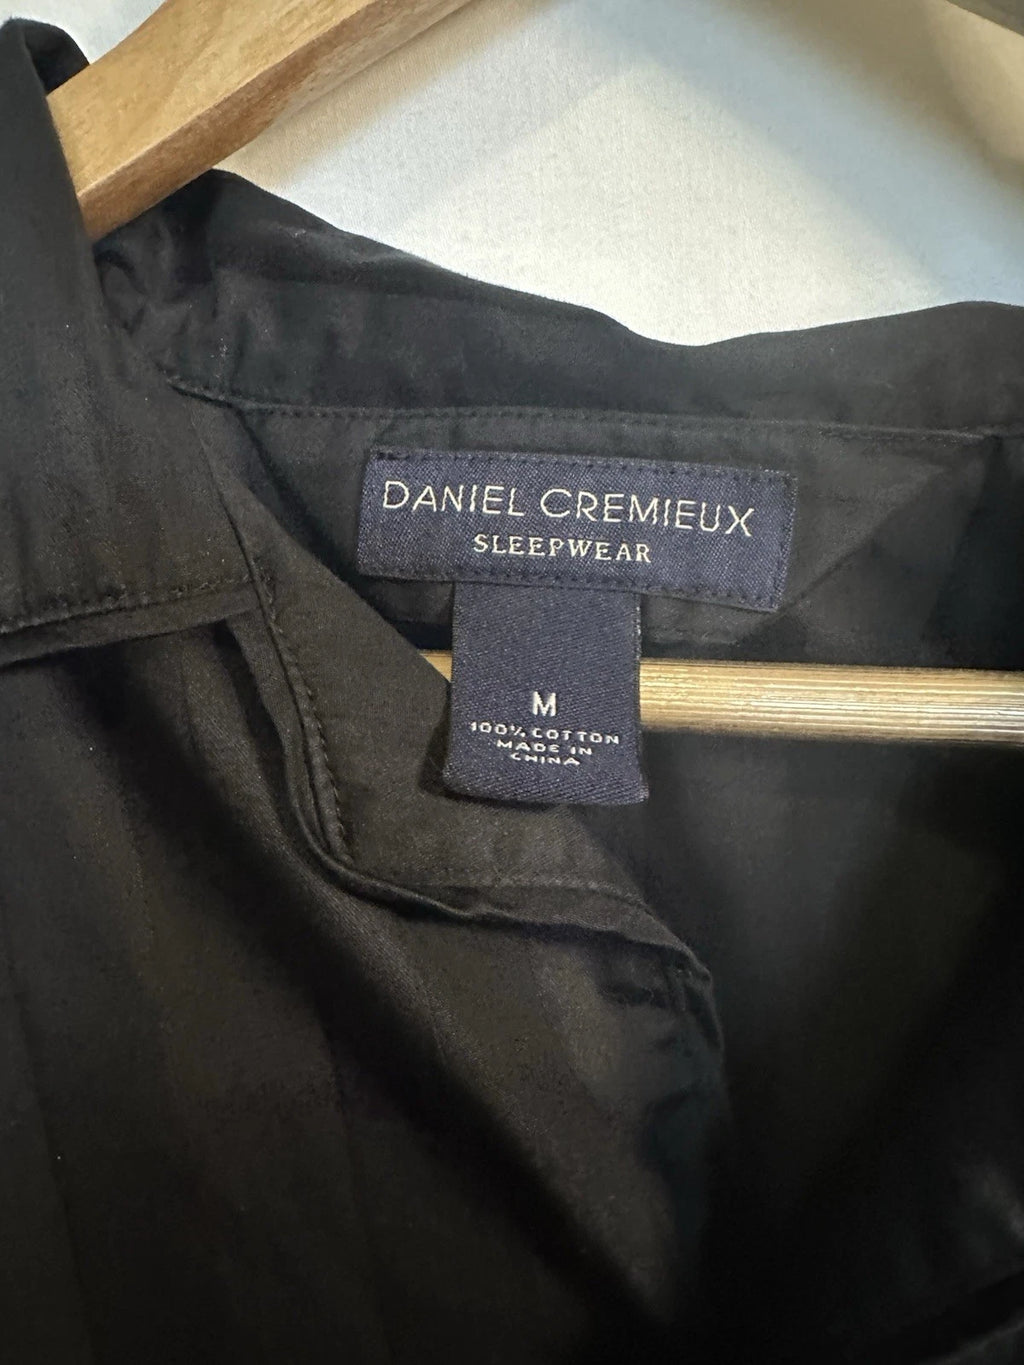 DANIEL CREMIEUX
SLEEPWEAR
M
100% COTTON
MADE IN
CHINA